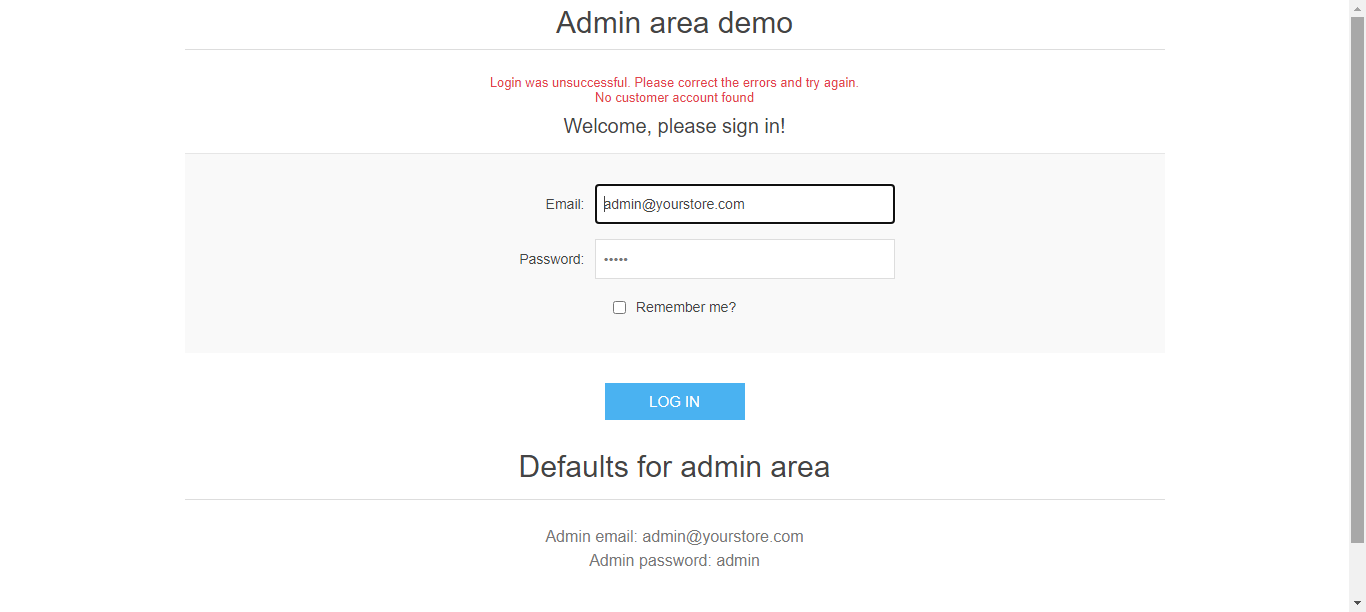 Admin area demo
Login was unsuccessful. Please correct the errors and try again.
No customer account found
Welcome, please sign in!
Email: admin@yourstore.com
Password: •••••
Remember me?
LOG IN
Defaults for admin area
Admin email: admin@yourstore.com
Admin password: admin